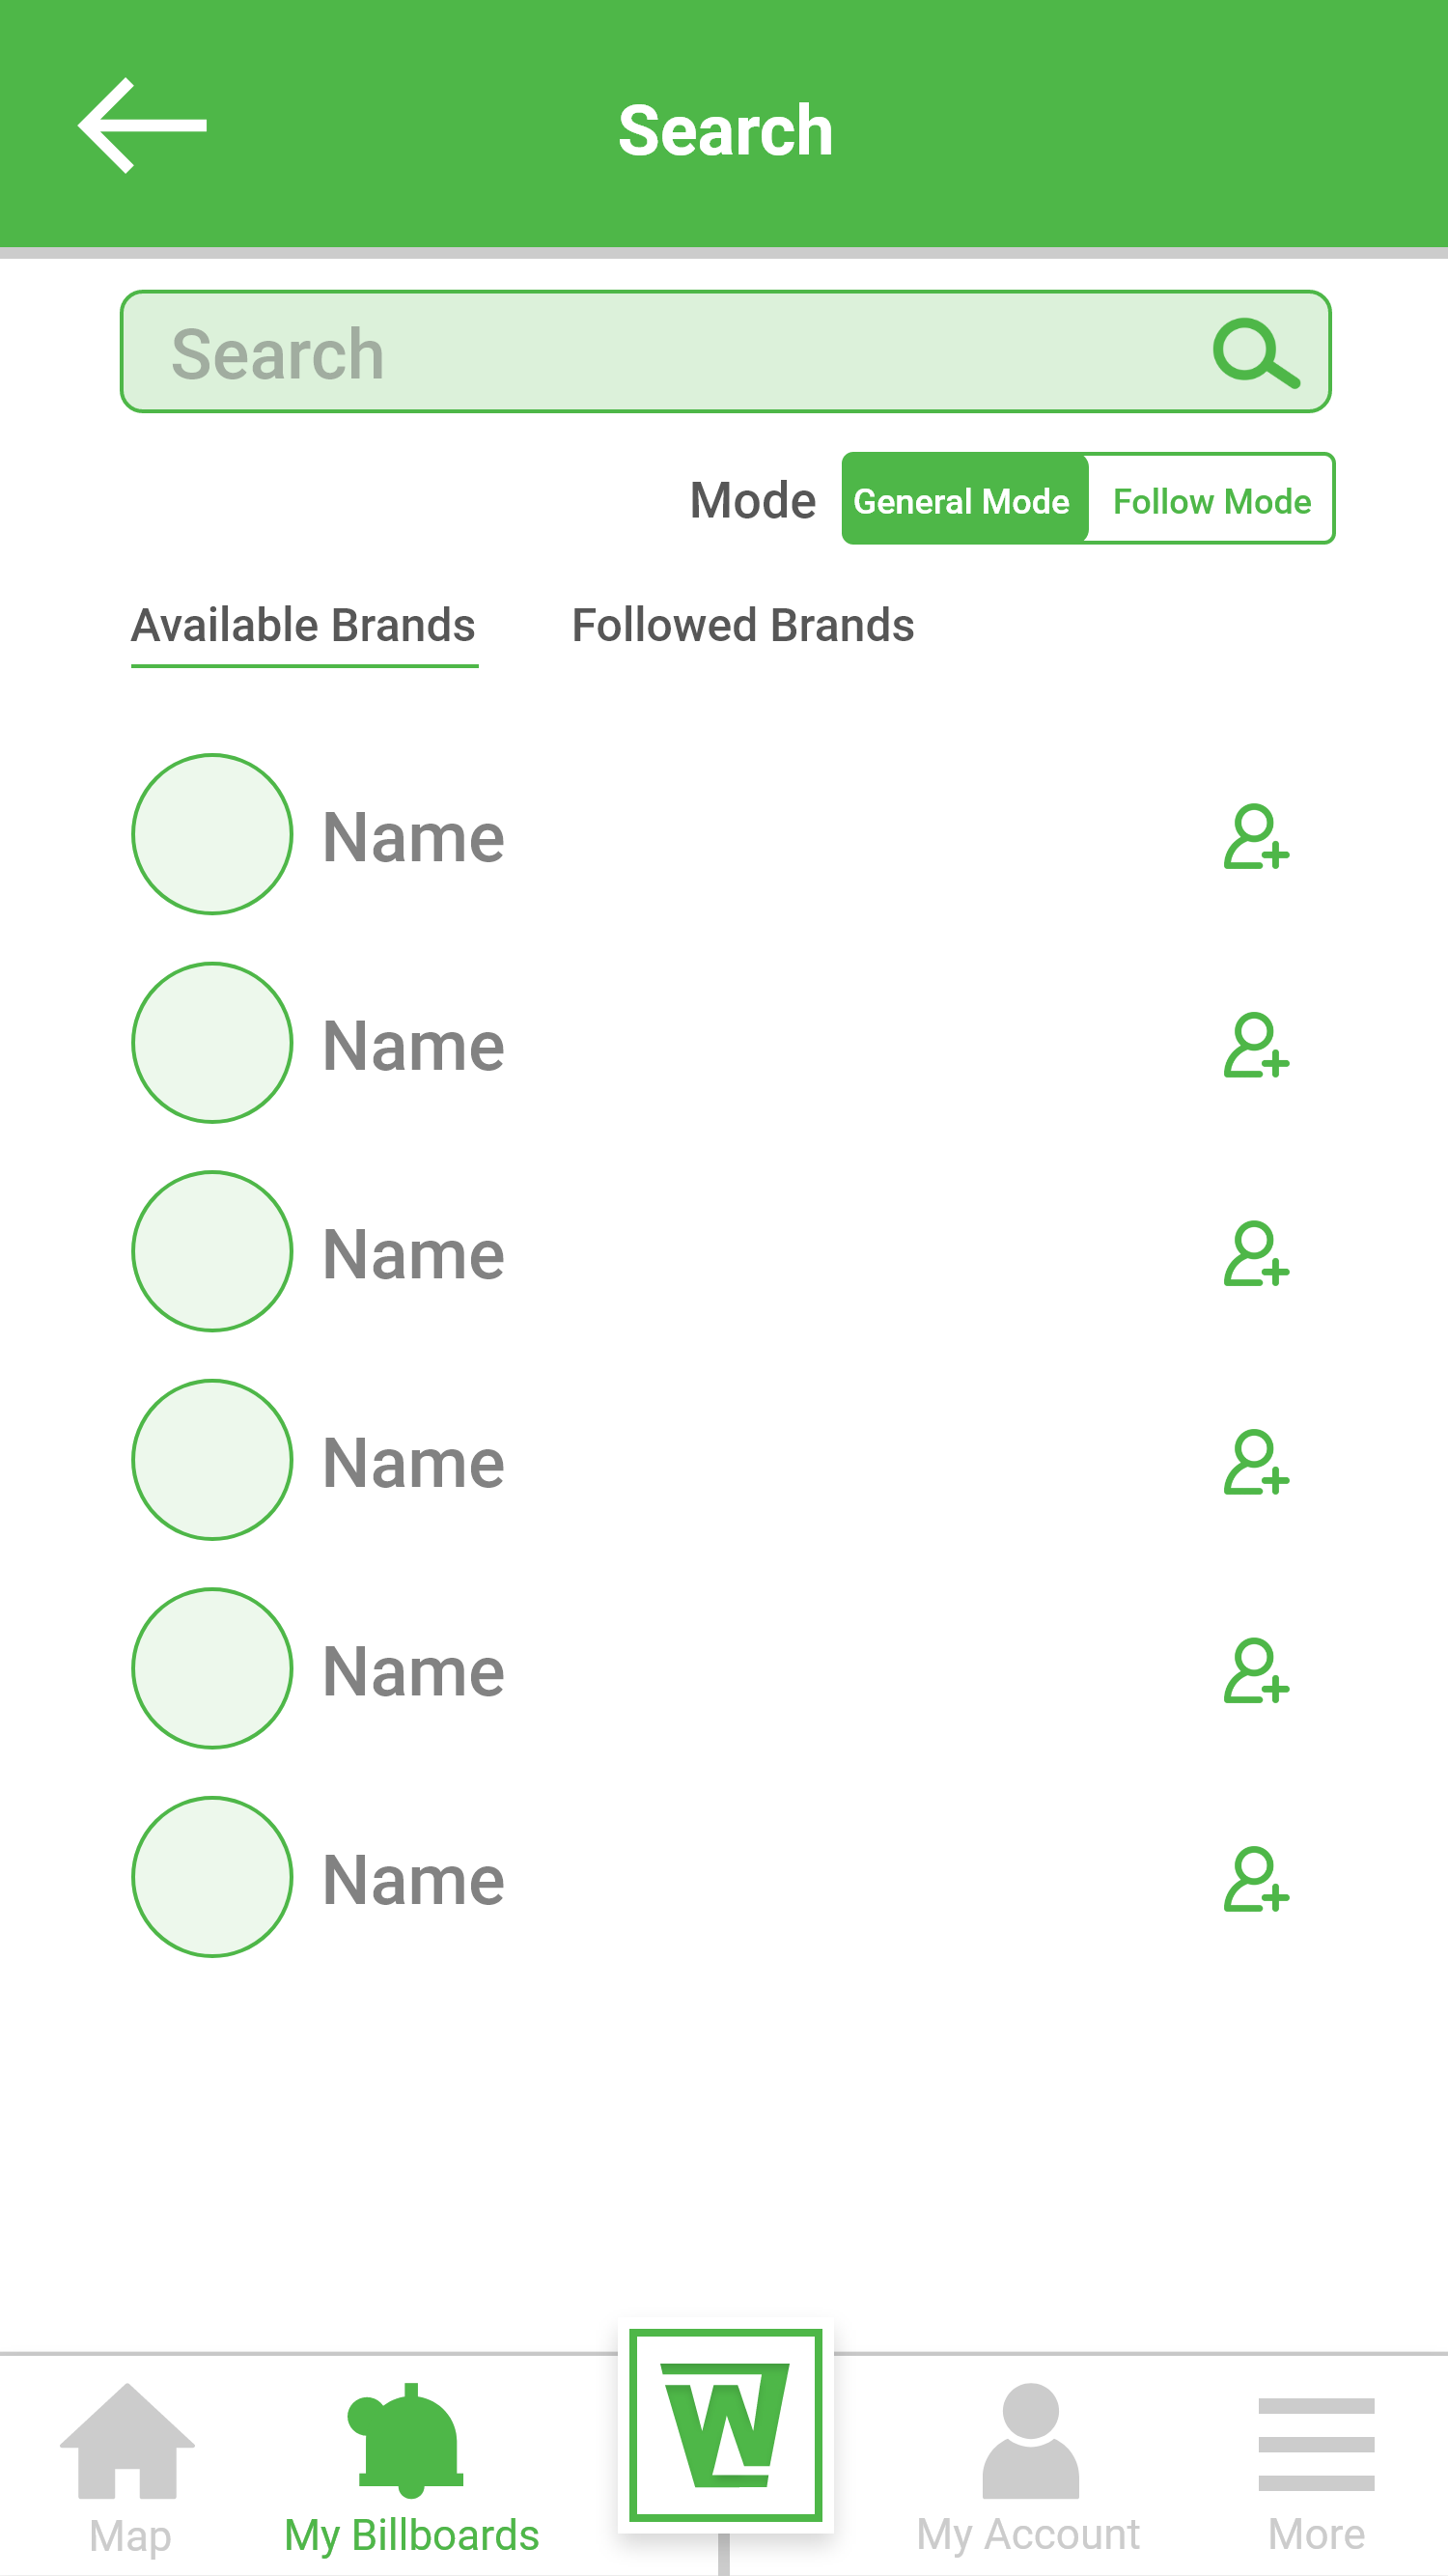 Search
Search
Mode General Mode Follow Mode
Available Brands Followed Brands
Name
Name
Name
Name
Name
Name
W
Map My Billboards My Account More